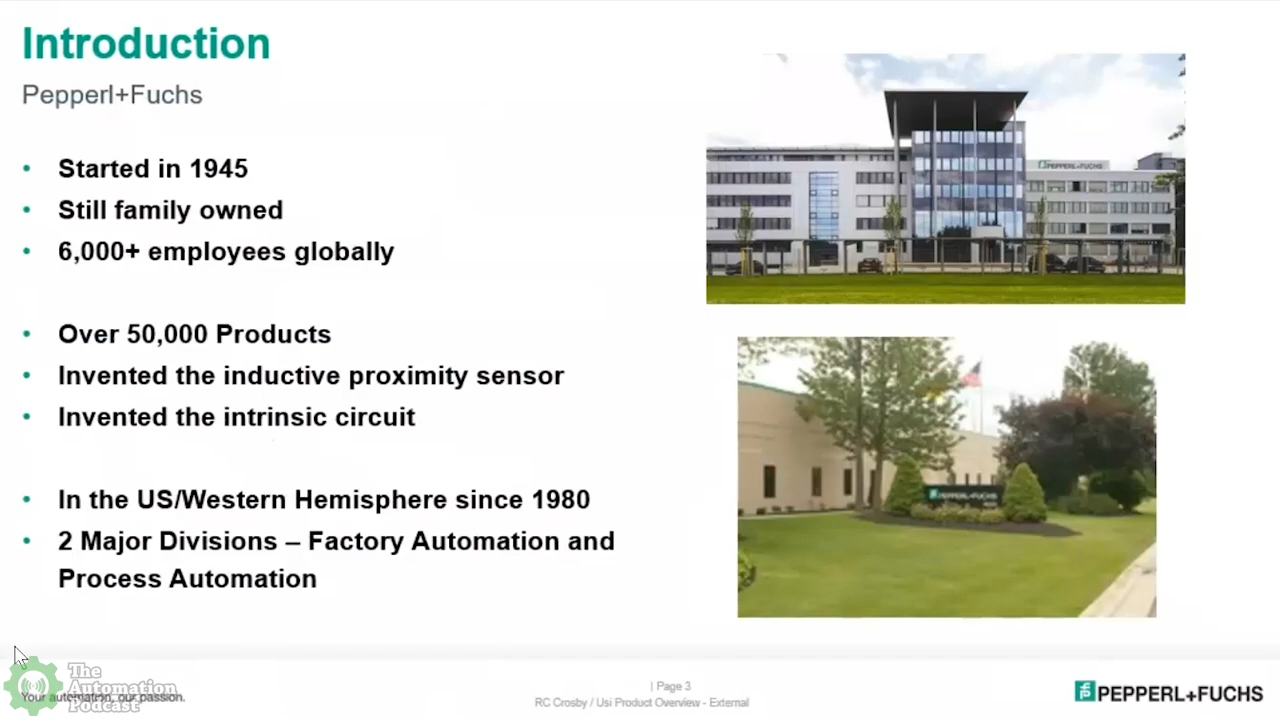 Introduction
Pepperl+Fuchs
• Started in 1945
• Still family owned
• 6,000+ employees globally
• Over 50,000 Products
• Invented the inductive proximity sensor
• Invented the intrinsic circuit
• In the US/Western Hemisphere since 1980
• 2 Major Divisions – Factory Automation and
Process Automation
PEPPERL+FUCHS
PEPPERL+FUCHS
The
Automation
Podcast
Your automation, our passion.
| Page 3
RC Crosby / Usi Product Overview - External
PEPPERL+FUCHS